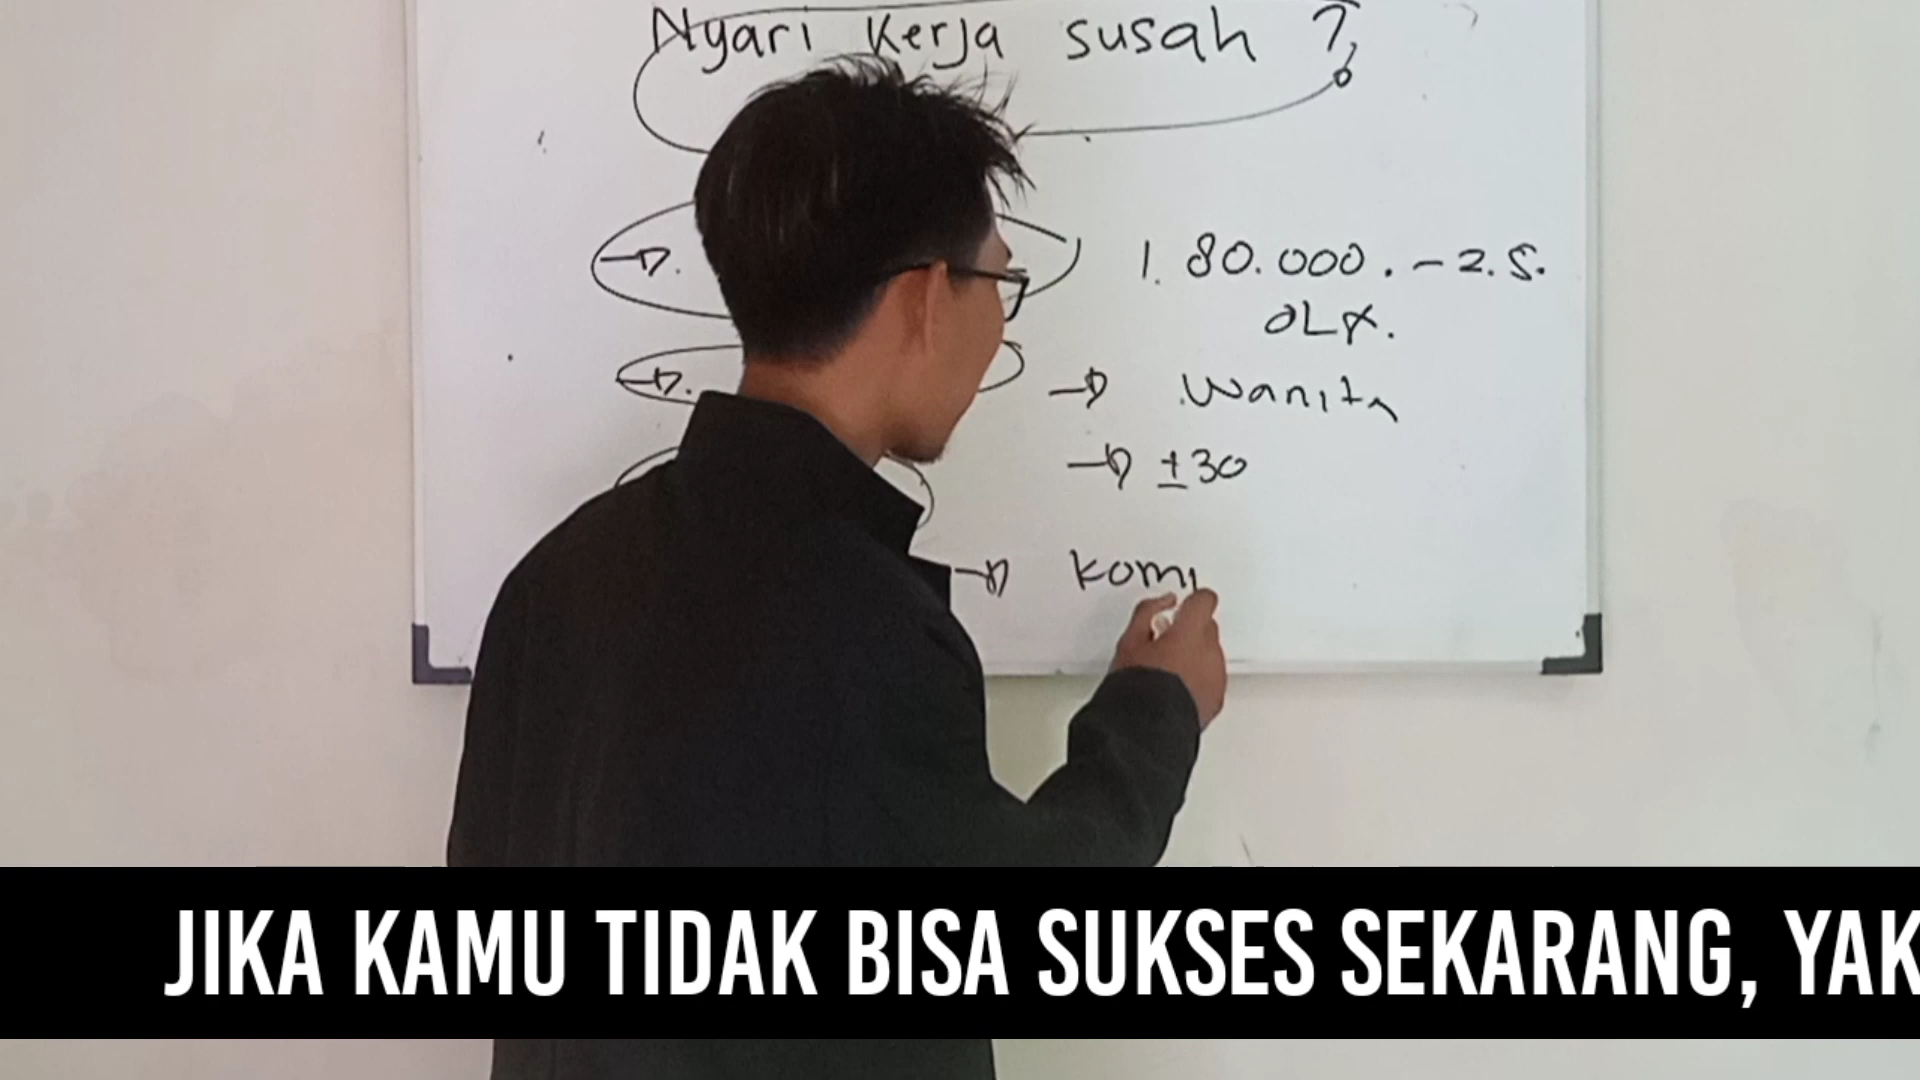 Nyari Kerja susah ?
1. 80.000. - 2.5.
OLX.
→ Wanita
→ ±30
→ Komi
JIKA KAMU TIDAK BISA SUKSES SEKARANG, YAK